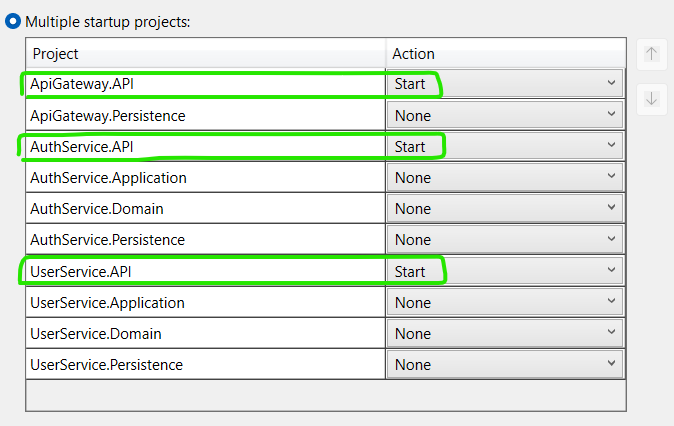 Multiple startup projects:
Project Action
ApiGateway.API Start
ApiGateway.Persistence None
AuthService.API Start
AuthService.Application None
AuthService.Domain None
AuthService.Persistence None
UserService.API Start
UserService.Application None
UserService.Domain None
UserService.Persistence None